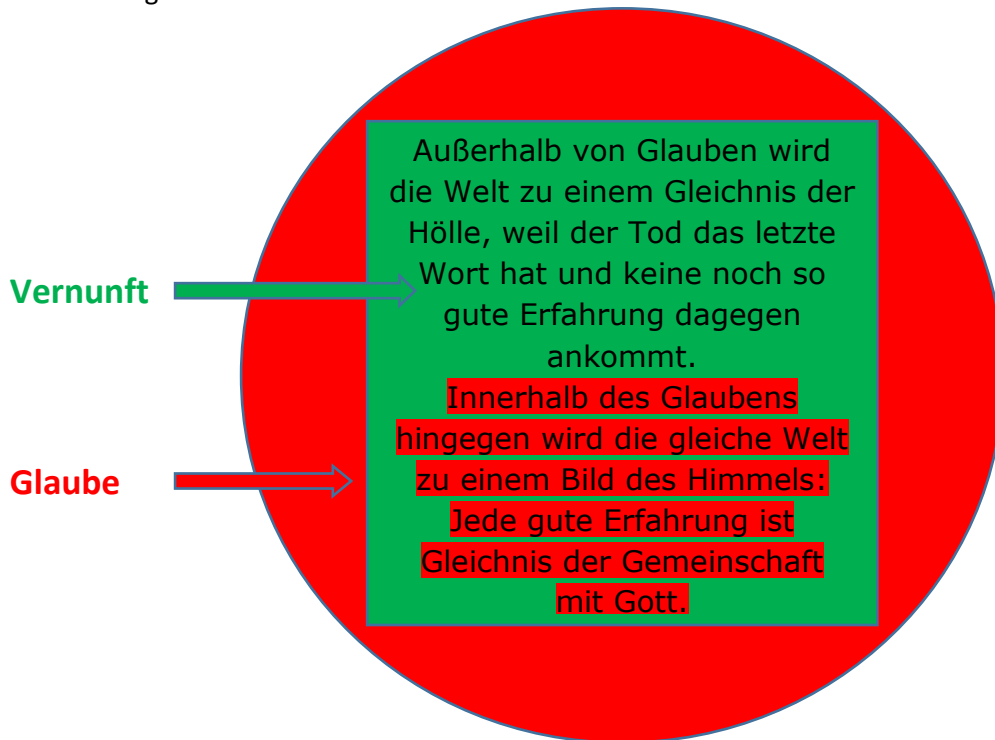 Außerhalb von Glauben wird
die Welt zu einem Gleichnis der
Hölle, weil der Tod das letzte
Wort hat und keine noch so
Vernunft
gute Erfahrung dagegen
ankommt.
Innerhalb des Glaubens
hingegen wird die gleiche Welt
Glaube
zu einem Bild des Himmels:
Jede gute Erfahrung ist
Gleichnis der Gemeinschaft
mit Gott.